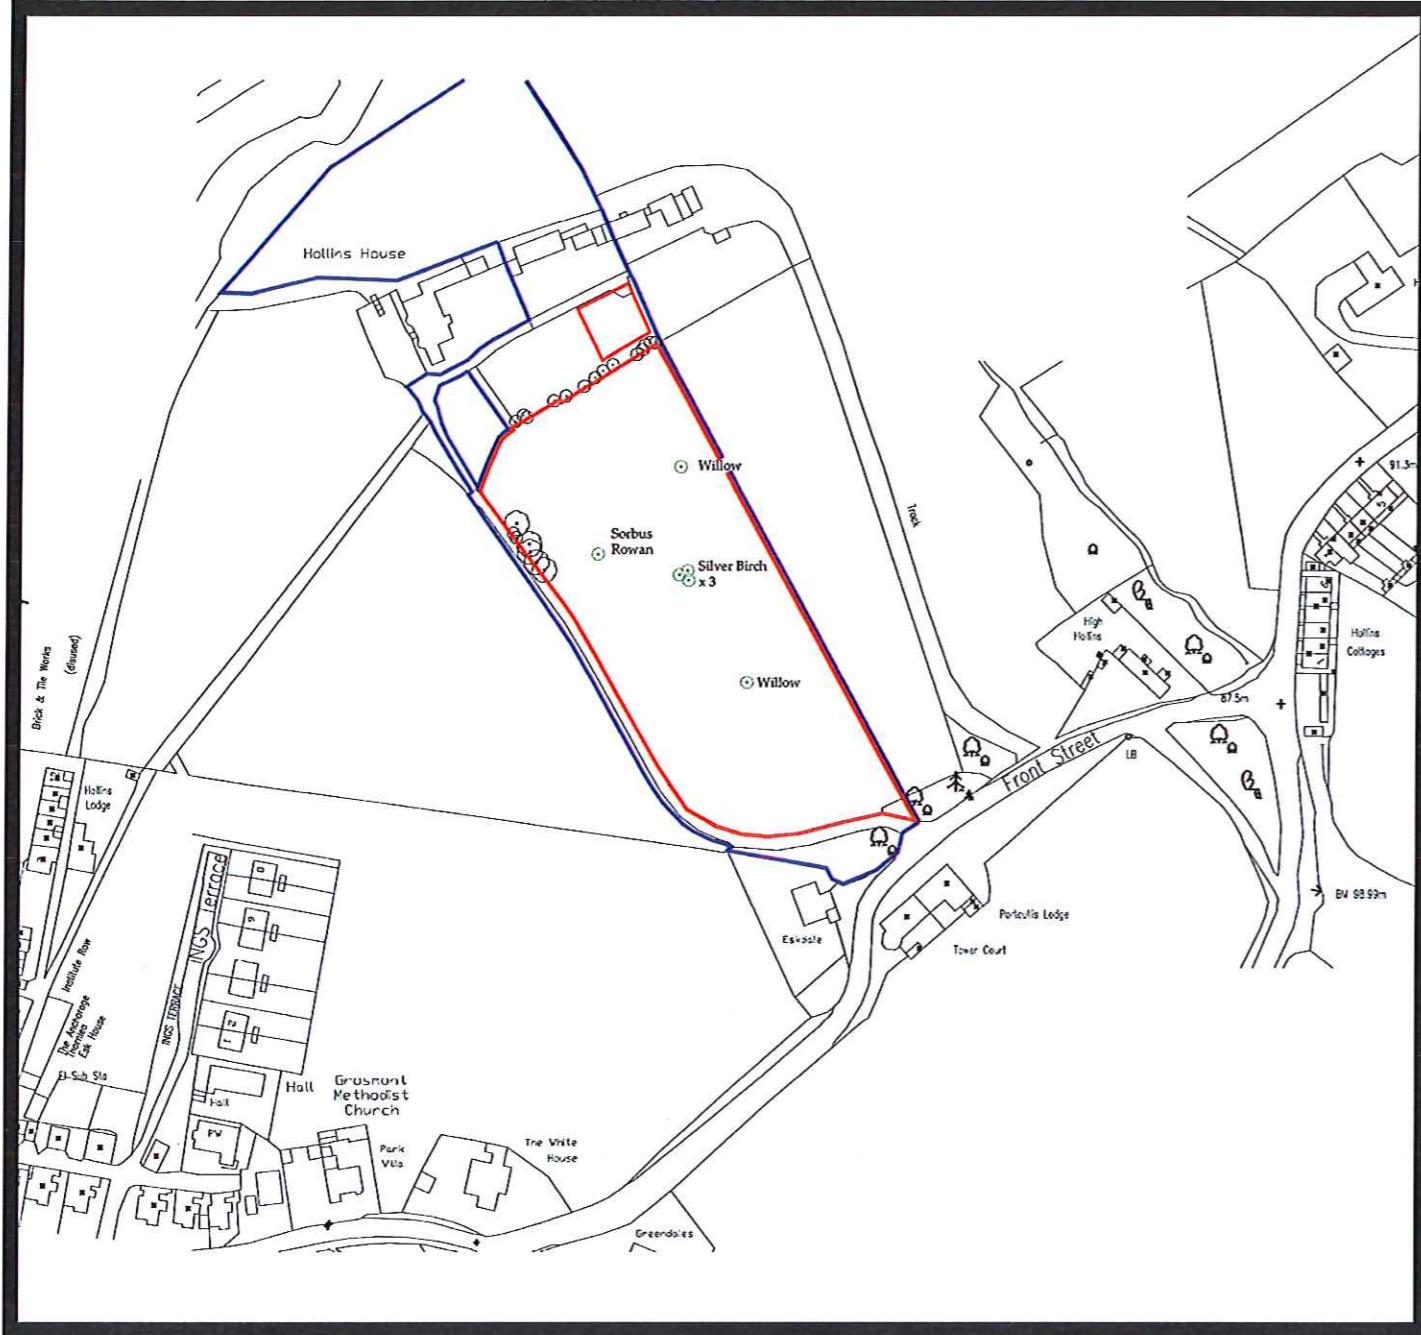 Hollins House
Willow
91.3m
Track
Sorbus
Rowan
Silver Birch
x 3
High
Hollins
Hollins
Cottages
Brick & Tile Works
(disused)
Willow
87.5m
Front Street
LB
Hollins
Lodge
BM 98.99m
INGS Terrace
Portcullis Lodge
Eskdale
Tower Court
Institute Row
INGS TERRACE
The Anchorage
Thornlea
Esk House
El Sub Sta
Hall
Grosmont
Methodist
Church
Hall
PW
Park
Villa
The White
House
Greendales